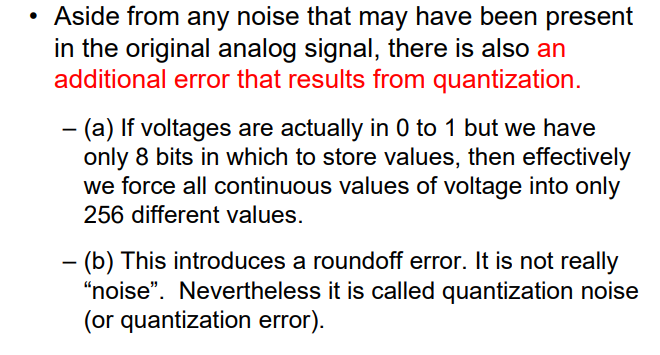 • Aside from any noise that may have been present
in the original analog signal, there is also an
additional error that results from quantization.
– (a) If voltages are actually in 0 to 1 but we have
only 8 bits in which to store values, then effectively
we force all continuous values of voltage into only
256 different values.
– (b) This introduces a roundoff error. It is not really
“noise”.  Nevertheless it is called quantization noise
(or quantization error).